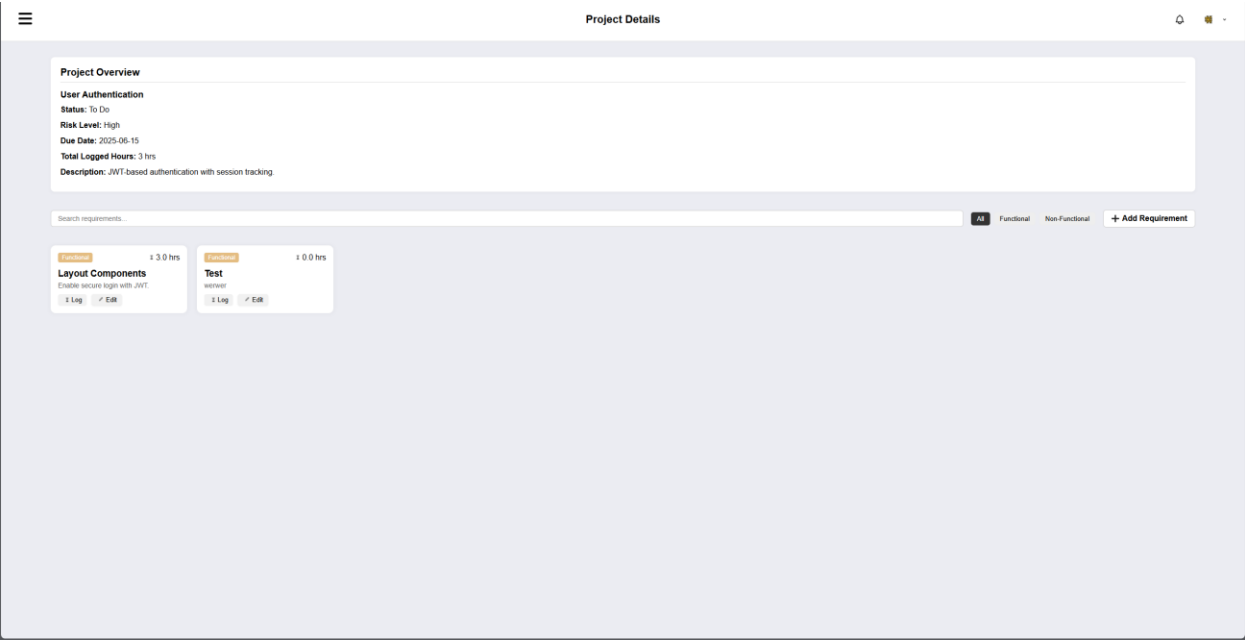 Project Details
Project Overview
User Authentication
Status: To Do
Risk Level: High
Due Date: 2025-06-15
Total Logged Hours: 3 hrs
Description: JWT-based authentication with session tracking.
Search requirements... All Functional Non-Functional + Add Requirement
Functional 3.0 hrs Functional 0.0 hrs
Layout Components Test
Enable secure login with JWT. werwer
Log Edit Log Edit